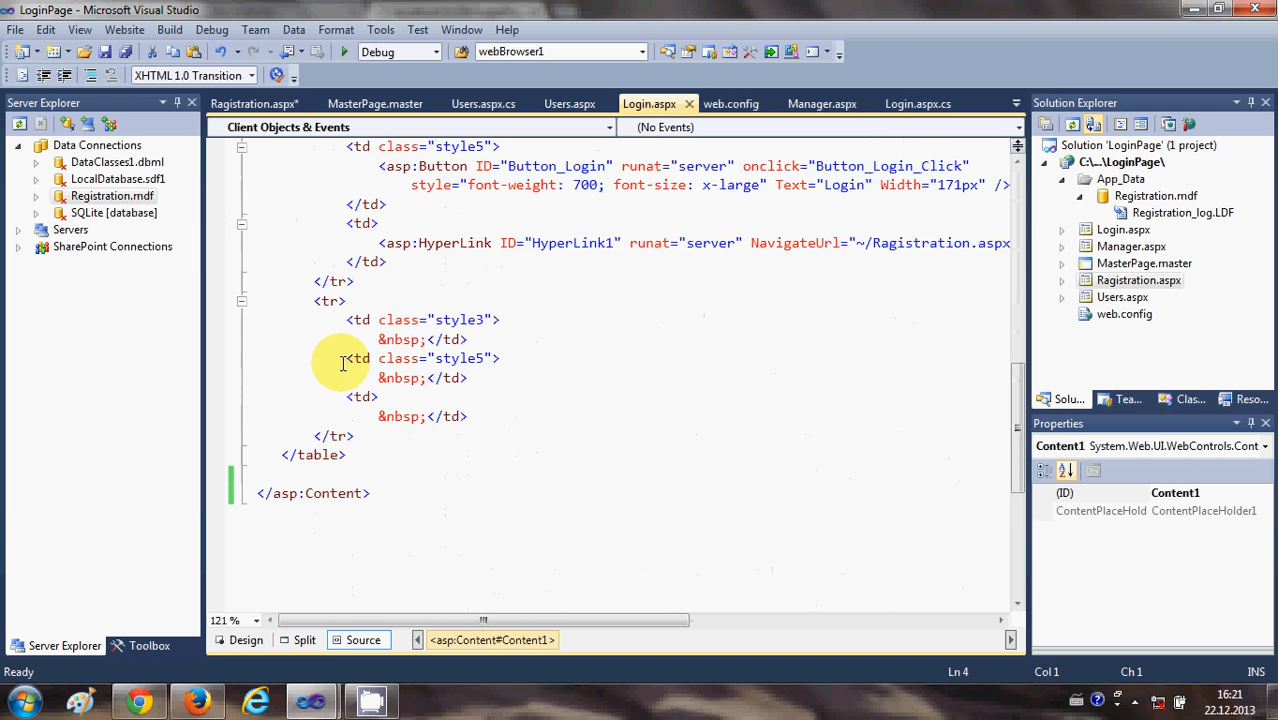 LoginPage - Microsoft Visual Studio
File Edit View Website Build Debug Team Data Format Table Tools Test Window Help
Debug webBrowser1
XHTML 1.0 Transition
Server Explorer
Data Connections
DataClasses1.dbml
LocalDatabase.sdf1
Registration.mdf
SQLite [database]
Servers
SharePoint Connections
Server Explorer Toolbox
Ragistration.aspx* MasterPage.master Users.aspx.cs Users.aspx Login.aspx web.config Manager.aspx Login.aspx.cs
Client Objects & Events (No Events)
<td class="style5">
<asp:Button ID="Button_Login" runat="server" onclick="Button_Login_Click"
style="font-weight: 700; font-size: x-large" Text="Login" Width="171px" />
</td>
<td>
<asp:HyperLink ID="HyperLink1" runat="server" NavigateUrl="~/Ragistration.aspx
</td>
</tr>
<tr>
<td class="style3">
&nbsp;</td>
<td class="style5">
&nbsp;</td>
<td>
&nbsp;</td>
</tr>
</table>
</asp:Content>
121 %
Design Split Source <asp:Content#Content1>
Solution Explorer
Solution 'LoginPage' (1 project)
C:\...\LoginPage\
App_Data
Registration.mdf
Registration_log.LDF
Login.aspx
Manager.aspx
MasterPage.master
Ragistration.aspx
Users.aspx
web.config
Solu... Tea... Clas... Reso...
Properties
Content1 System.Web.UI.WebControls.Cont
(ID) Content1
ContentPlaceHold ContentPlaceHolder1
Ready Ln 4 Col 1 Ch 1 INS
16:21
22.12.2013